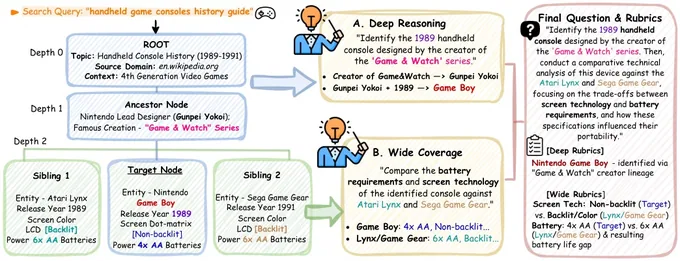 Search Query: "handheld game consoles history guide"
Depth 0
ROOT
Topic: Handheld Console History (1989-1991)
Source Domain: en.wikipedia.org
Context: 4th Generation Video Games
Depth 1
Ancestor Node
Nintendo Lead Designer (Gunpei Yokoi);
Famous Creation - "Game & Watch" Series
Depth 2
Sibling 1
Entity - Atari Lynx
Release Year 1989
Screen Color
LCD [Backlit]
Power 6x AA Batteries
Target Node
Entity - Nintendo
Game Boy
Release Year 1989
Screen Dot-matrix
[Non-backlit]
Power 4x AA Batteries
Sibling 2
Entity - Sega Game Gear
Release Year 1991
Screen Color
LCD [Backlit]
Power 6x AA Batteries
A. Deep Reasoning
"Identify the 1989 handheld
console designed by the creator of
the 'Game & Watch' series."
• Creator of Game&Watch —> Gunpei Yokoi
• Gunpei Yokoi + 1989 —> Game Boy
B. Wide Coverage
"Compare the battery
requirements and screen technology
of the identified console against
Atari Lynx and Sega Game Gear."
• Game Boy: 4x AA, Non-backlit...
• Lynx/Game Gear: 6x AA, Backlit...
Final Question & Rubrics
"Identify the 1989 handheld
console designed by the creator of
the 'Game & Watch' series. Then,
conduct a comparative technical
analysis of this device against the
Atari Lynx and Sega Game Gear,
focusing on the trade-offs between
screen technology and battery
requirements, and how these
specifications influenced their
portability."
[Deep Rubrics]
Nintendo Game Boy - identified via
"Game & Watch" creator lineage
[Wide Rubrics]
Screen Tech: Non-backlit (Target)
vs. Backlit/Color (Lynx/Game Gear)
Battery: 4x AA (Target) vs. 6x AA
(Lynx/Game Gear) & resulting
battery life gap